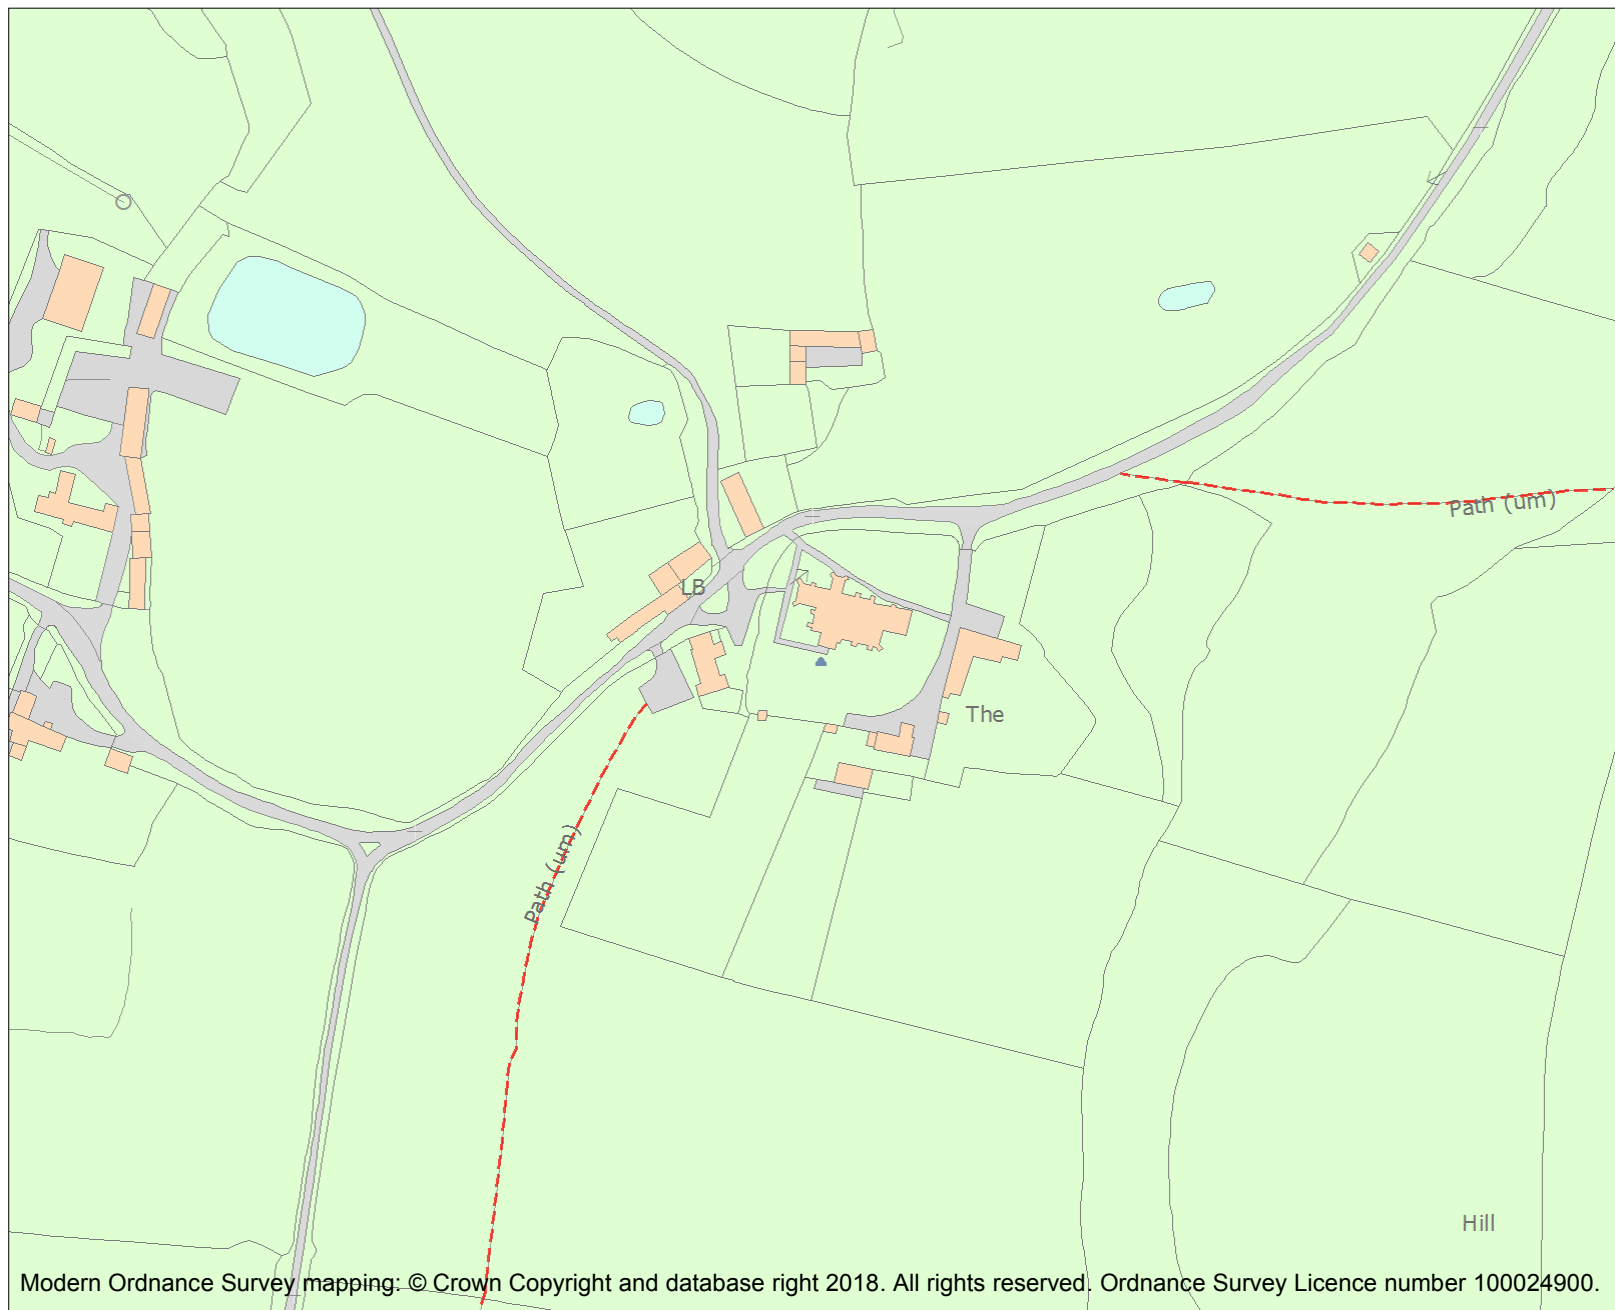 Path (um)
LB
The
Path (um)
Hill
Modern Ordnance Survey mapping: © Crown Copyright and database right 2018. All rights reserved. Ordnance Survey Licence number 100024900.